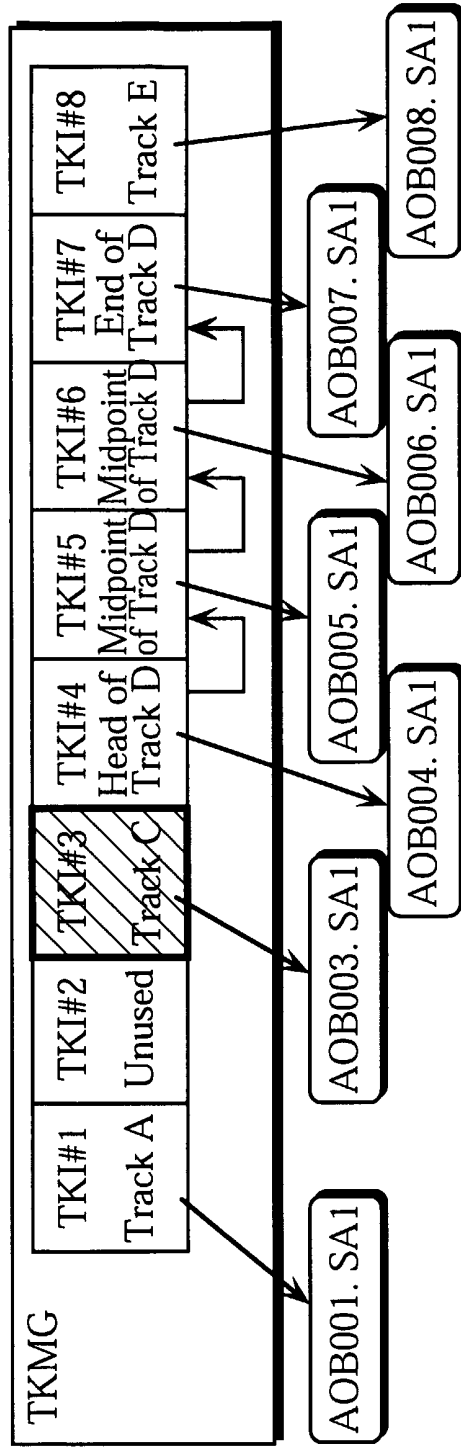 TKMG
TKI#1
Track A
TKI#2
Unused
TKI#3
Track C
TKI#4
Head of
Track D
TKI#5
Midpoint
of Track D
TKI#6
Midpoint
of Track D
TKI#7
End of
Track D
TKI#8
Track E
AOB001. SA1
AOB003. SA1
AOB004. SA1
AOB005. SA1
AOB006. SA1
AOB007. SA1
AOB008. SA1